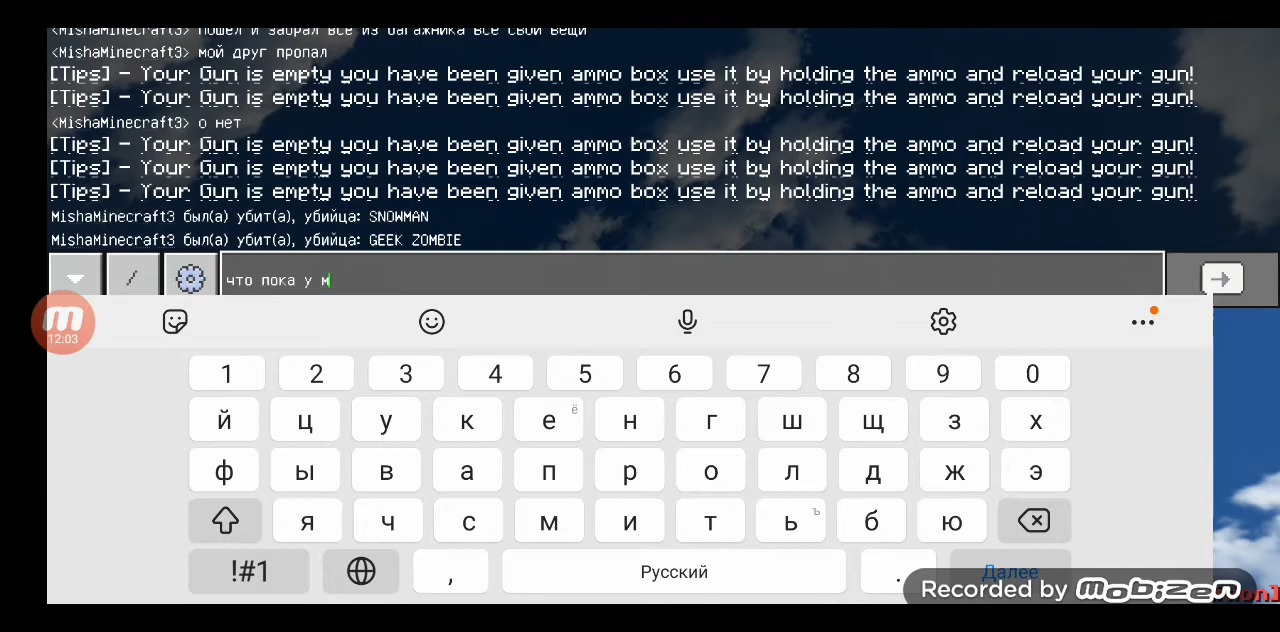 <MishaMinecraft3> пошел и забрал все из багажника все свои вещи
<MishaMinecraft3> мой друг пропал
[Tips] - Your Gun is empty you have been given ammo box use it by holding the ammo and reload your gun!
[Tips] - Your Gun is empty you have been given ammo box use it by holding the ammo and reload your gun!
<MishaMinecraft3> о нет
[Tips] - Your Gun is empty you have been given ammo box use it by holding the ammo and reload your gun!
[Tips] - Your Gun is empty you have been given ammo box use it by holding the ammo and reload your gun!
[Tips] - Your Gun is empty you have been given ammo box use it by holding the ammo and reload your gun!
MishaMinecraft3 был(а) убит(а), убийца: SNOWMAN
MishaMinecraft3 был(а) убит(а), убийца: GEEK ZOMBIE
/ что пока у м
12:03
1 2 3 4 5 6 7 8 9 0
й ц у к е ё н г ш щ з х
ф ы в а п р о л д ж э
я ч с м и т ь ъ б ю
!#1 , Русский . Далее
Recorded by mobizen